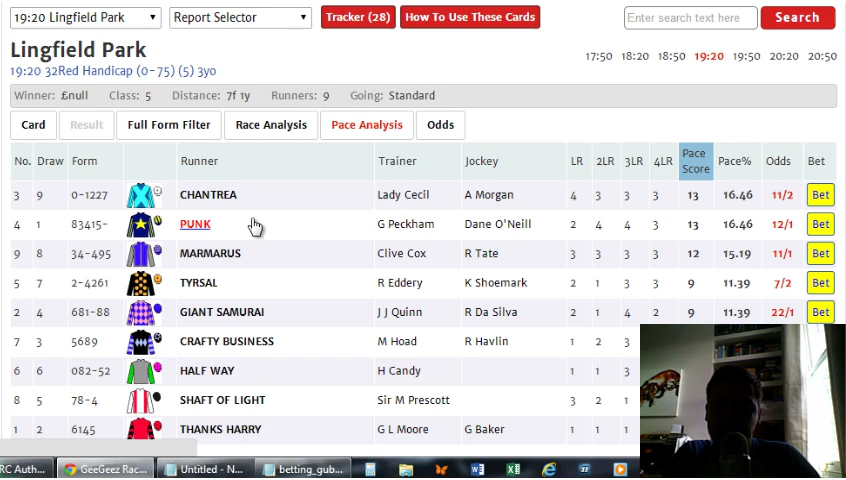 19:20 Lingfield Park Report Selector Tracker (28) How To Use These Cards Enter search text here Search
Lingfield Park
17:50 18:20 18:50 19:20 19:50 20:20 20:50
19:20 32Red Handicap (0-75) (5) 3yo
Winner: £null Class: 5 Distance: 7f 1y Runners: 9 Going: Standard
Card Result Full Form Filter Race Analysis Pace Analysis Odds
No. Draw Form Runner Trainer Jockey LR 2LR 3LR 4LR Pace Score Pace% Odds Bet
3 9 0-1227 CHANTREA Lady Cecil A Morgan 4 3 3 3 13 16.46 11/2 Bet
4 1 83415- PUNK G Peckham Dane O'Neill 2 4 4 3 13 16.46 12/1 Bet
9 8 34-495 MARMARUS Clive Cox R Tate 3 3 3 3 12 15.19 11/1 Bet
5 7 2-4261 TYRSAL R Eddery K Shoemark 2 1 3 3 9 11.39 7/2 Bet
2 4 681-88 GIANT SAMURAI J J Quinn R Da Silva 2 1 4 2 9 11.39 22/1 Bet
7 3 5689 CRAFTY BUSINESS M Hoad R Havlin 1 2 3
6 6 082-52 HALF WAY H Candy 1 1 3
8 5 78-4 SHAFT OF LIGHT Sir M Prescott 3 2 1
1 2 6145 THANKS HARRY G L Moore G Baker 1 1 1
RC Auth... GeeGeez Rac... Untitled - N... betting_gub...